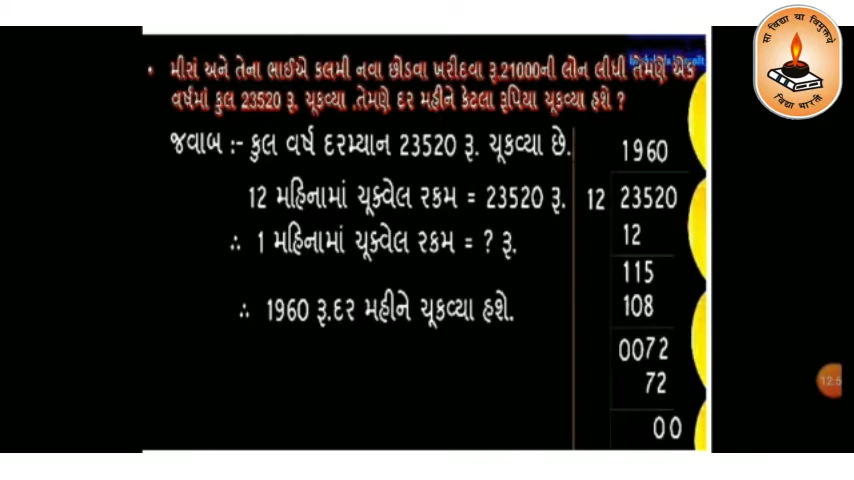 सा विद्या या विमुक्तये
विद्या भारती
• મીરાં અને તેના ભાઈએ કલમી નવા છોડવા ખરીદવા રૂ.21000ની લોન લીધી તેમણે એક
વર્ષમાં કુલ 23520 રૂ. ચૂકવ્યા .તેમણે દર મહીને કેટલા રૂપિયા ચૂકવ્યા હશે ?
જવાબ :- કુલ વર્ષ દરમ્યાન 23520 રૂ. ચૂકવ્યા છે.
12 મહિનામાં ચૂક્વેલ રકમ = 23520 રૂ.
∴ 1 મહિનામાં ચૂક્વેલ રકમ = ? રૂ.
∴ 1960 રૂ.દર મહીને ચૂકવ્યા હશે.
1960
12 23520
12
115
108
0072
72
00